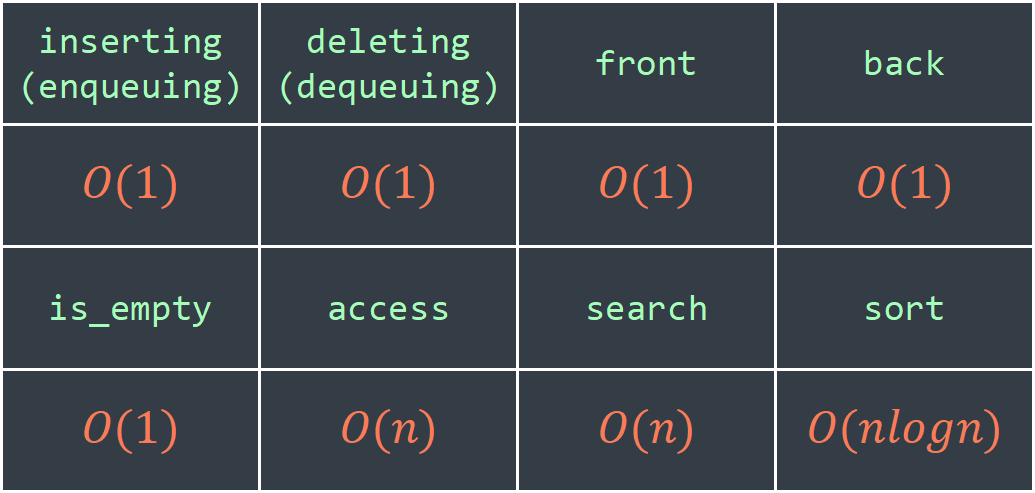 inserting
(enqueuing)
deleting
(dequeuing)
front
back
O(1)
O(1)
O(1)
O(1)
is_empty
access
search
sort
O(1)
O(n)
O(n)
O(nlogn)